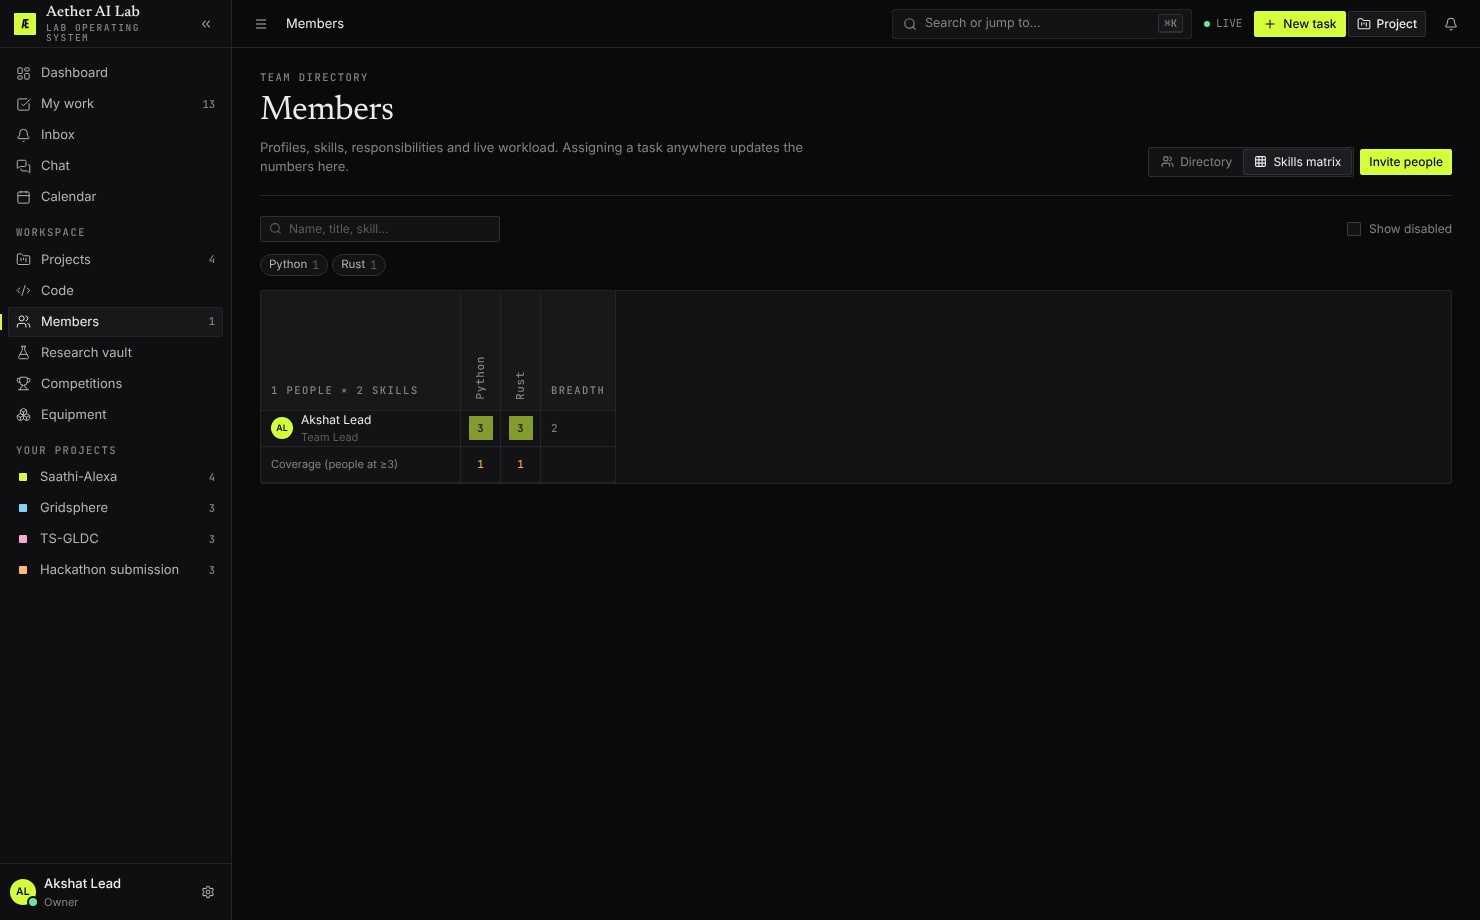 Æ
Aether AI Lab
LAB OPERATING
SYSTEM
Dashboard
My work 13
Inbox
Chat
Calendar
WORKSPACE
Projects 4
Code
Members 1
Research vault
Competitions
Equipment
YOUR PROJECTS
Saathi-Alexa 4
Gridsphere 3
TS-GLDC 3
Hackathon submission 3
AL
Akshat Lead
Owner
Members
Search or jump to...
⌘K
LIVE
New task
Project
TEAM DIRECTORY
Members
Profiles, skills, responsibilities and live workload. Assigning a task anywhere updates the
numbers here.
Directory
Skills matrix
Invite people
Name, title, skill...
Show disabled
Python 1
Rust 1
1 PEOPLE × 2 SKILLS
Python
Rust
BREADTH
AL
Akshat Lead
Team Lead
3 3 2
Coverage (people at ≥3) 1 1